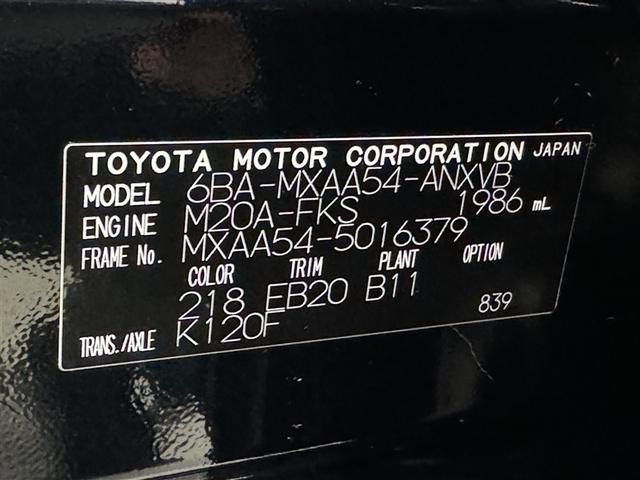 TOYOTA MOTOR CORPORATION JAPAN
MODEL 6BA-MXAA54-ANXVB
ENGINE M20A-FKS 1986 mL
FRAME No. MXAA54-5016379
COLOR TRIM PLANT OPTION
218 EB20 B11
TRANS./AXLE K120F 839